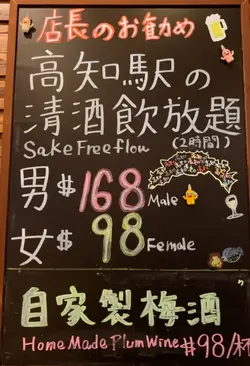 店長のお勧め
高知駅の
清酒飲放題
Sake Free flow (2時間)
男 $168 Male
女 $98 Female
自家製梅酒
Home Made Plum Wine $98/杯